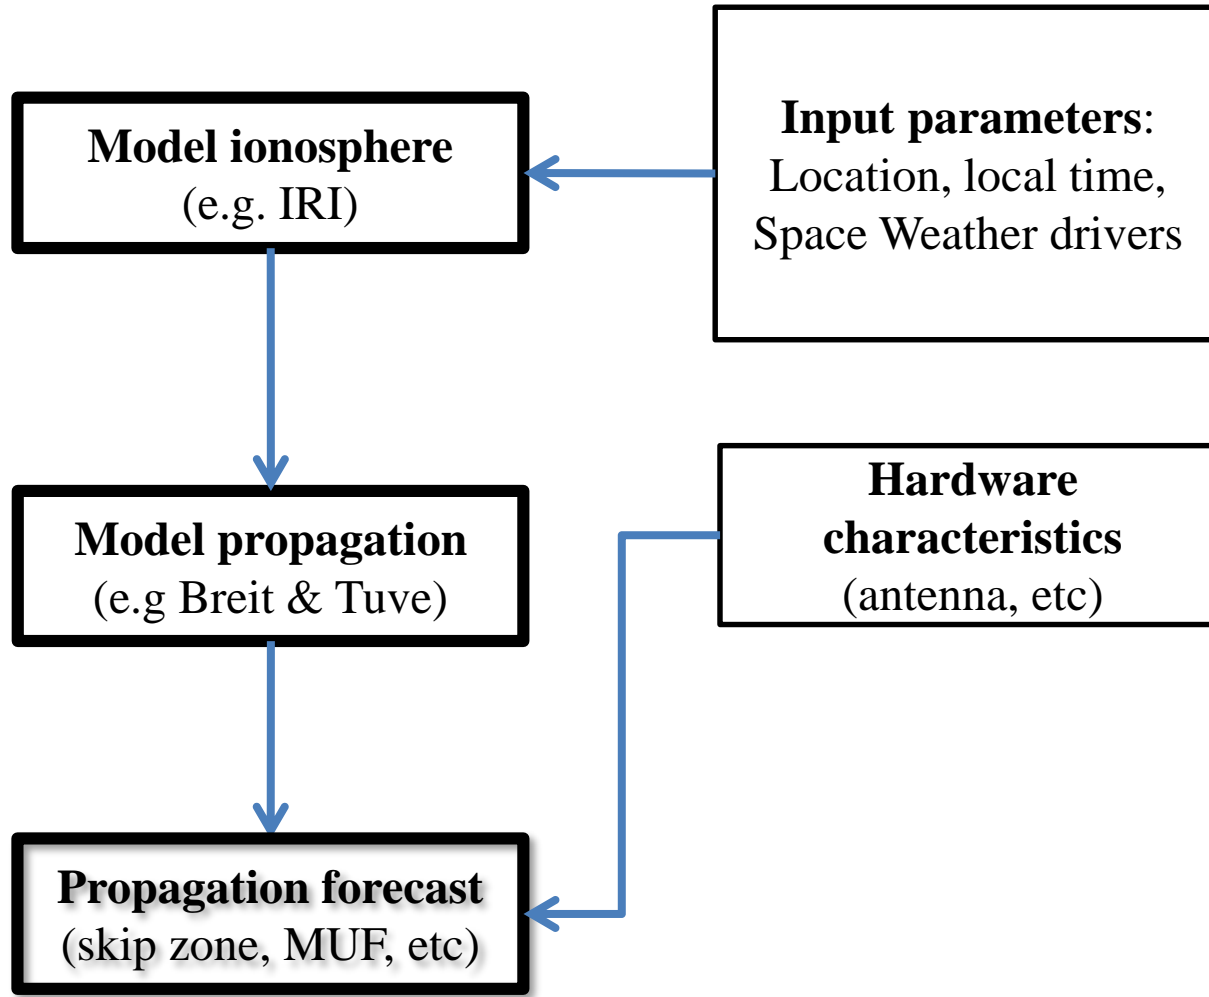 Model ionosphere
(e.g. IRI)
Input parameters:
Location, local time,
Space Weather drivers
Model propagation
(e.g Breit & Tuve)
Hardware
characteristics
(antenna, etc)
Propagation forecast
(skip zone, MUF, etc)